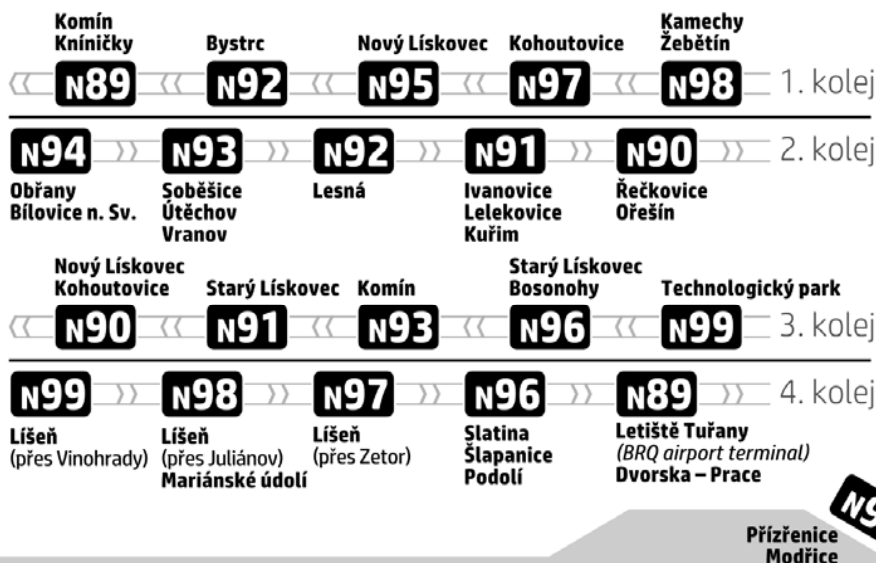 Komín
Kníničky
Bystrc
Nový Lískovec
Kohoutovice
Kamechy
Žebětín
N89 N92 N95 N97 N98 1. kolej
N94 N93 N92 N91 N90 2. kolej
Obřany
Bílovice n. Sv.
Soběšice
Útěchov
Vranov
Lesná
Ivanovice
Lelekovice
Kuřim
Řečkovice
Ořešín
Nový Lískovec
Kohoutovice
Starý Lískovec
Komín
Starý Lískovec
Bosonohy
Technologický park
N90 N91 N93 N96 N99 3. kolej
N99 N98 N97 N96 N89 4. kolej
Líšeň
(přes Vinohrady)
Líšeň
(přes Juliánov)
Mariánské údolí
Líšeň
(přes Zetor)
Slatina
Šlapanice
Podolí
Letiště Tuřany
(BRQ airport terminal)
Dvorska – Prace
Přízřenice
Modřice